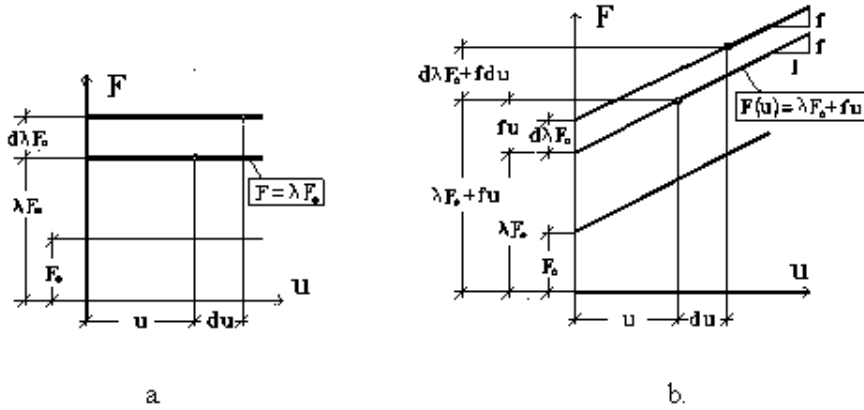 F
dλF₀
λF₀
F₀
F = λF₀
u
u
du
a
F
f
f
1
dλF₀ + fdu
fu
dλF₀
F(u) = λF₀ + fu
λF₀ + fu
λF₀
F₀
u
u
du
b.